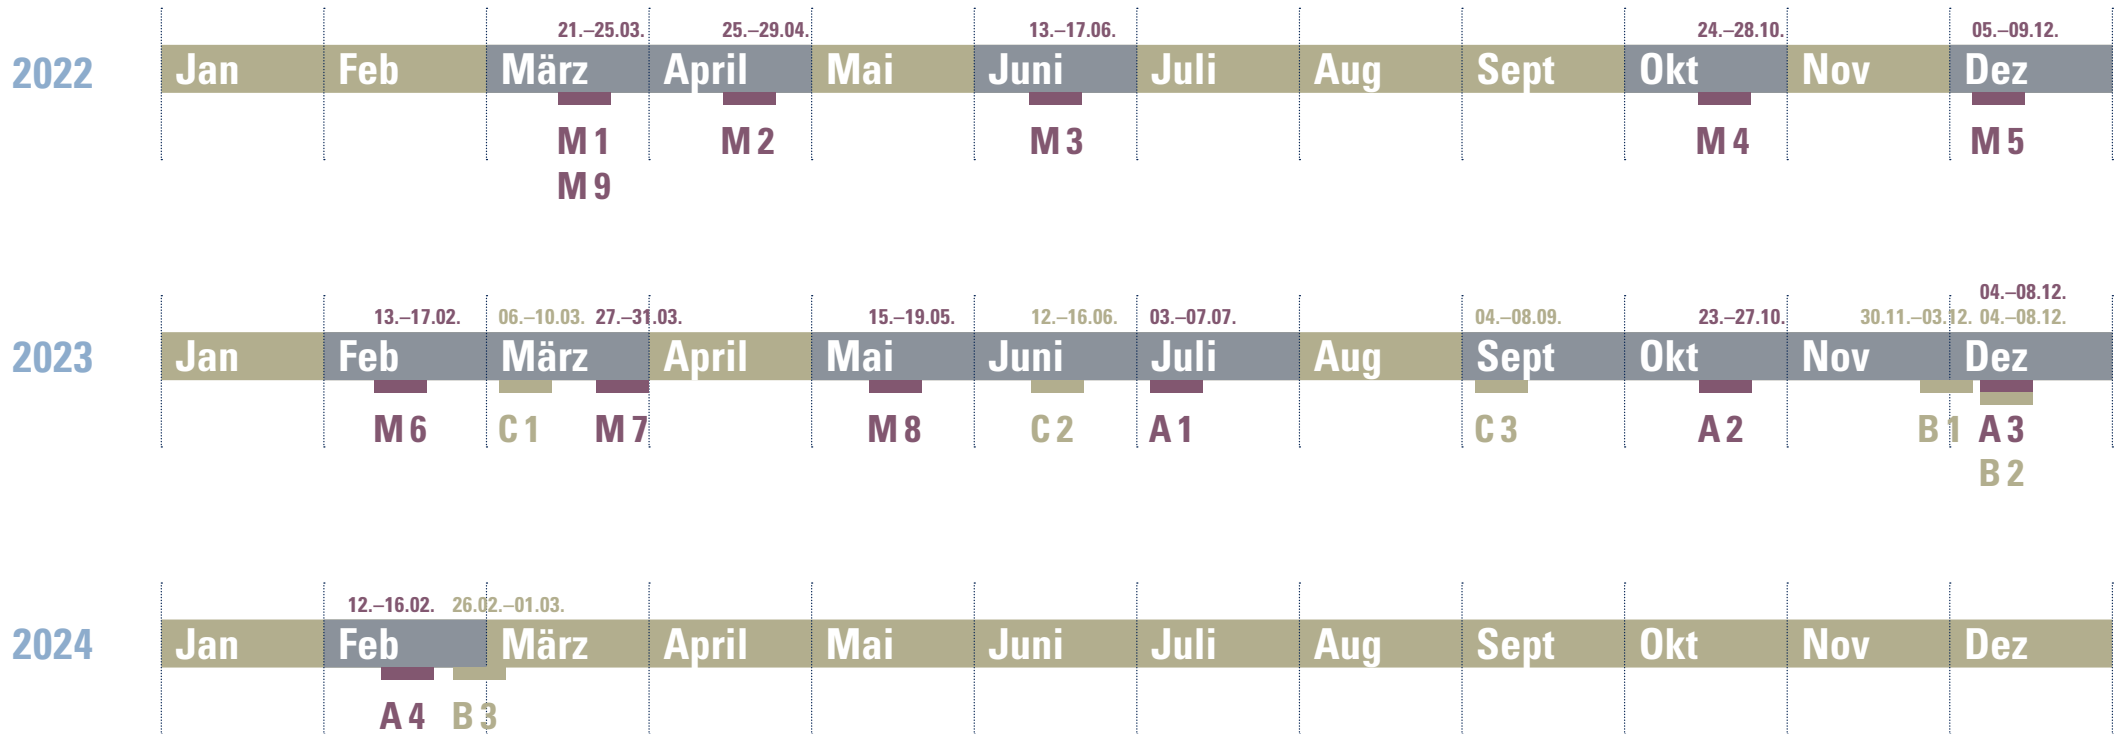 21.–25.03. 25.–29.04. 13.–17.06. 24.–28.10. 05.–09.12.
2022 Jan Feb März April Mai Juni Juli Aug Sept Okt Nov Dez
M 1 M 2 M 3 M 4 M 5
M 9
04.–08.12.
13.–17.02. 06.–10.03. 27.–31.03. 15.–19.05. 12.–16.06. 03.–07.07. 04.–08.09. 23.–27.10. 30.11.–03.12. 04.–08.12.
2023 Jan Feb März April Mai Juni Juli Aug Sept Okt Nov Dez
M 6 C 1 M 7 M 8 C 2 A 1 C 3 A 2 B 1 A 3
B 2
12.–16.02. 26.02.–01.03.
2024 Jan Feb März April Mai Juni Juli Aug Sept Okt Nov Dez
A 4 B 3